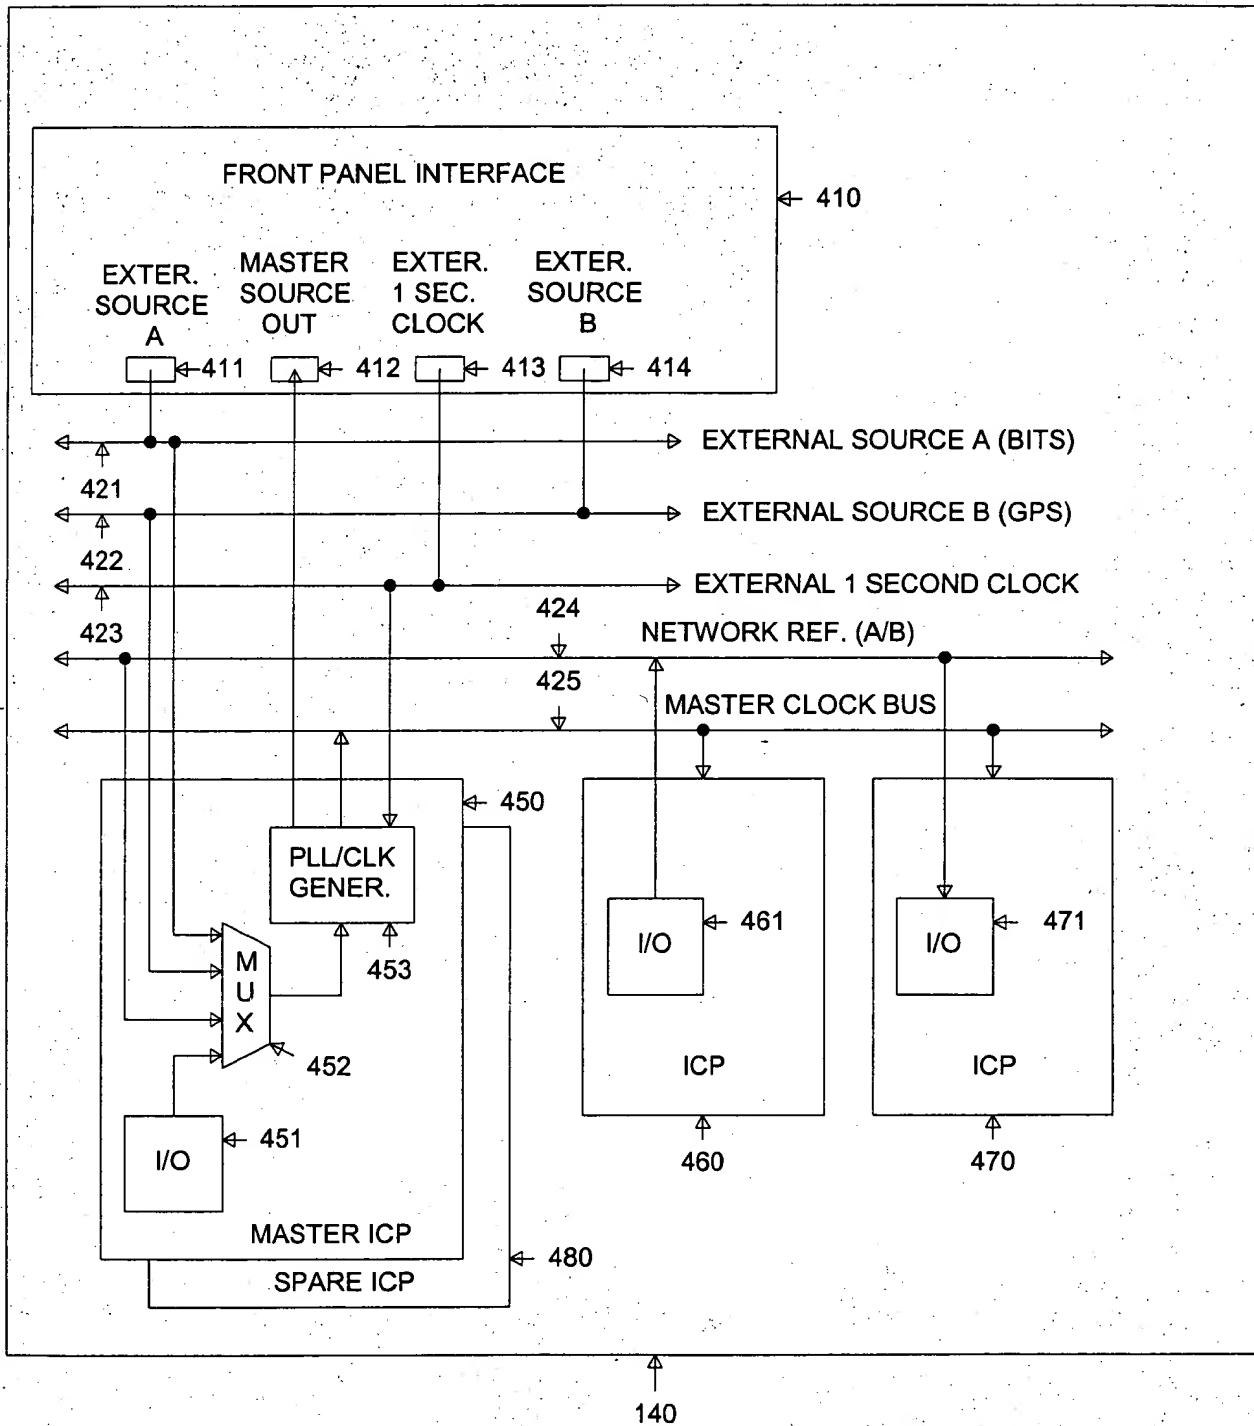 FRONT PANEL INTERFACE
410
EXTER.
SOURCE
A
MASTER
SOURCE
OUT
EXTER.
1 SEC.
CLOCK
EXTER.
SOURCE
B
411
412
413
414
EXTERNAL SOURCE A (BITS)
421
EXTERNAL SOURCE B (GPS)
422
EXTERNAL 1 SECOND CLOCK
423
424
NETWORK REF. (A/B)
425
MASTER CLOCK BUS
450
PLL/CLK
GENER.
453
M
U
X
452
I/O
451
MASTER ICP
SPARE ICP
480
I/O
461
ICP
460
I/O
471
ICP
470
140